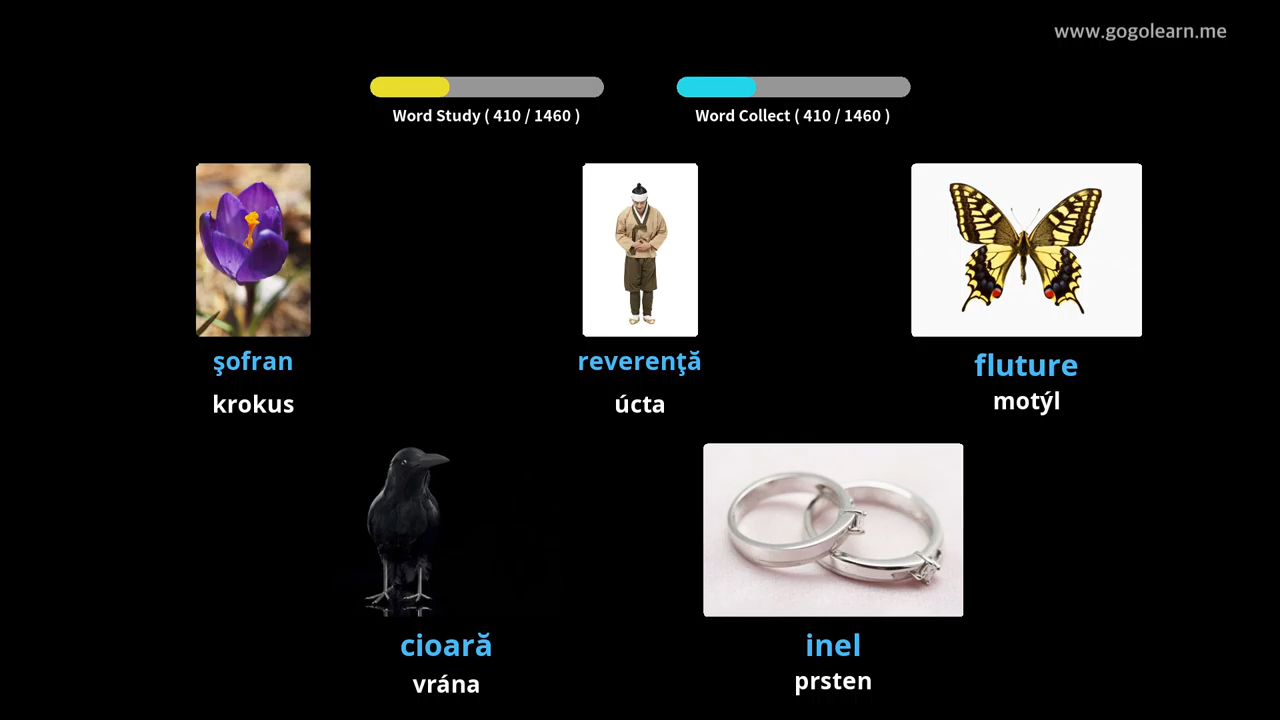 www.gogolearn.me
Word Study ( 410 / 1460 )
Word Collect ( 410 / 1460 )
şofran
reverenţă
fluture
krokus
úcta
motýl
cioară
inel
vrána
prsten